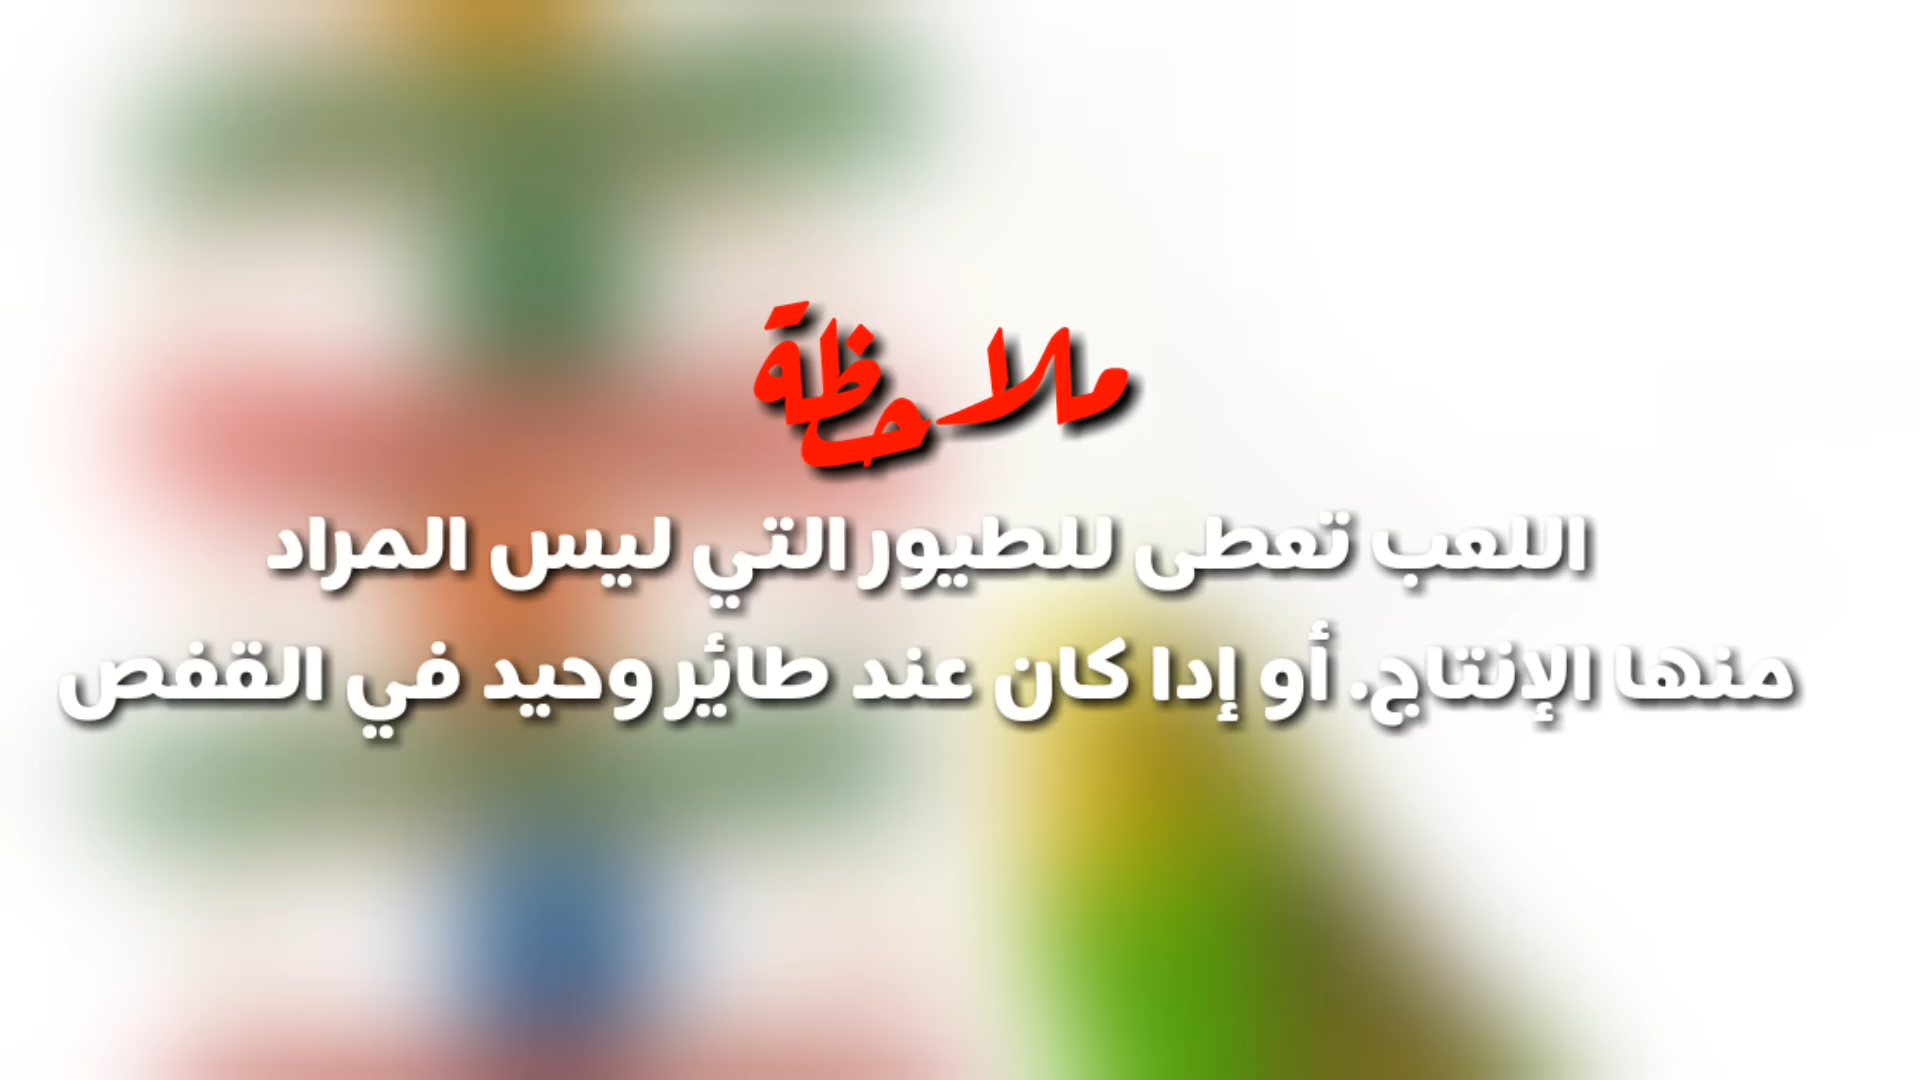 ملاحظة
اللعب تعطى للطيور التي ليس المراد
منها الإنتاج. أو إدا كان عند طائر وحيد في القفص